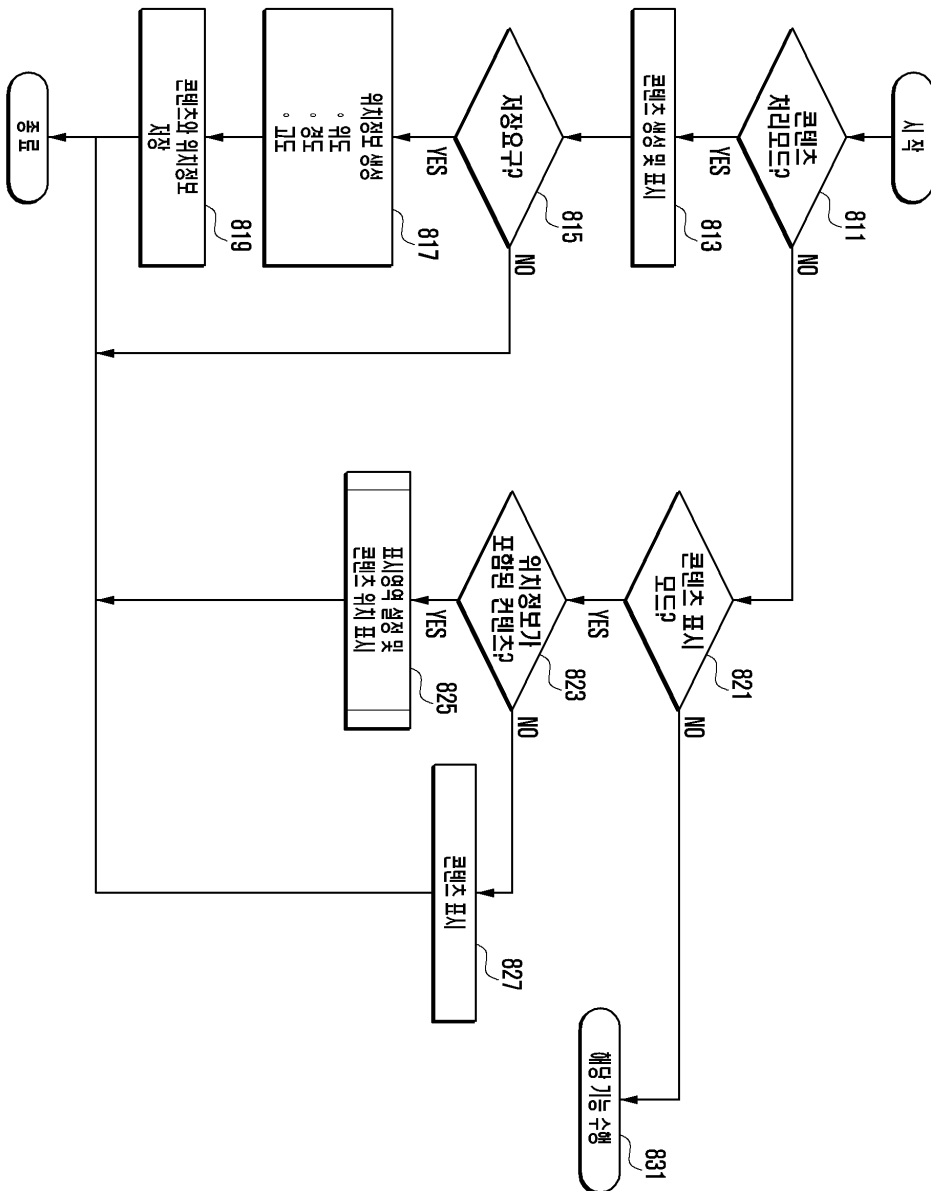 시 작
콘텐츠
처리모드?
811
YES
NO
콘텐츠 생성 및 표시
813
저장요구?
815
YES
NO
위치정보 생성
◦ 위도
◦ 경도
◦ 고도
817
콘텐츠와 위치정보
저장
819
종 료
콘텐츠 표시
모드?
821
YES
NO
위치정보가
포함된 컨텐츠?
823
YES
NO
표시영역 설정 및
콘텐츠 위치 표시
825
콘텐츠 표시
827
해당 기능 수행
831